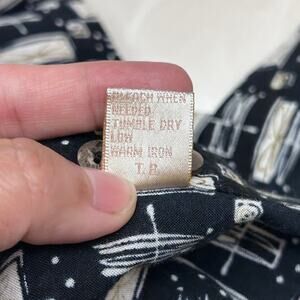 BLEACH WHEN
NEEDED
TUMBLE DRY
LOW
WARM IRON